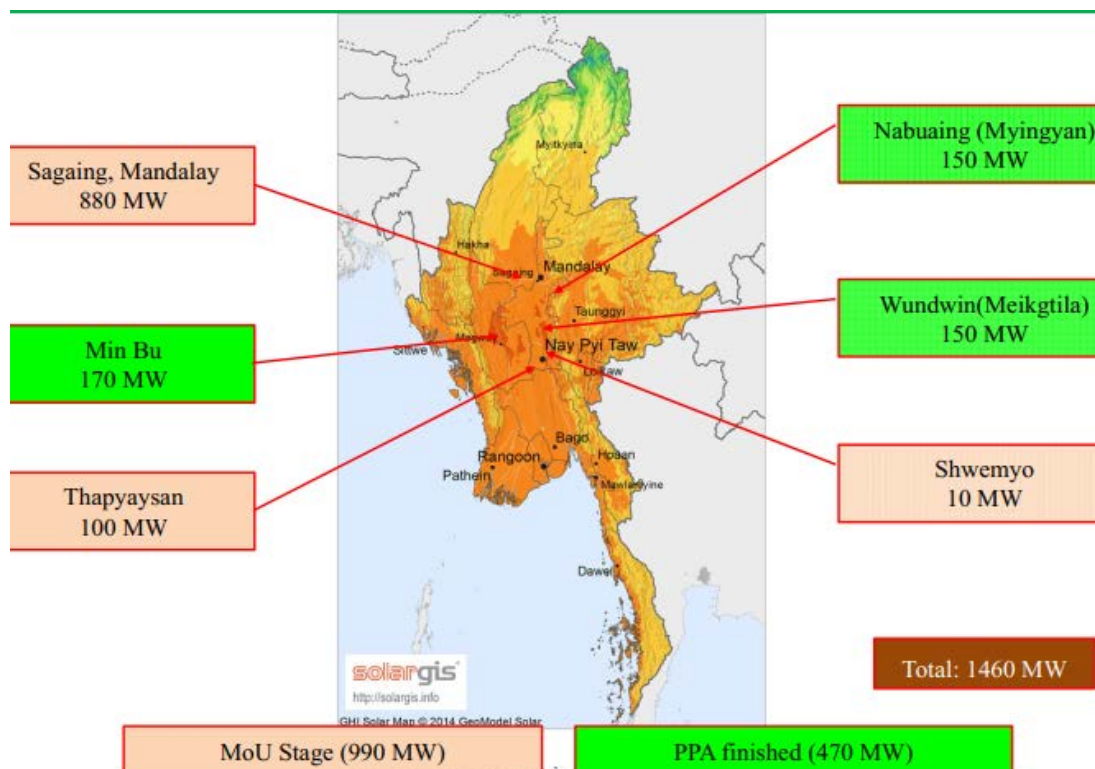 Sagaing, Mandalay
880 MW
Min Bu
170 MW
Thapyaysan
100 MW
Myitkyina
Hakha
Sagaing
Mandalay
Taunggyi
Magway
Sittwe
Nay Pyi Taw
Loikaw
Bago
Rangoon
Hpaan
Pathein
Mawlamyine
Dawei
solargis
http://solargis.info
GHI Solar Map © 2014 GeoModel Solar
Nabuaing (Myingyan)
150 MW
Wundwin(Meikgtila)
150 MW
Shwemyo
10 MW
Total: 1460 MW
MoU Stage (990 MW)
PPA finished (470 MW)